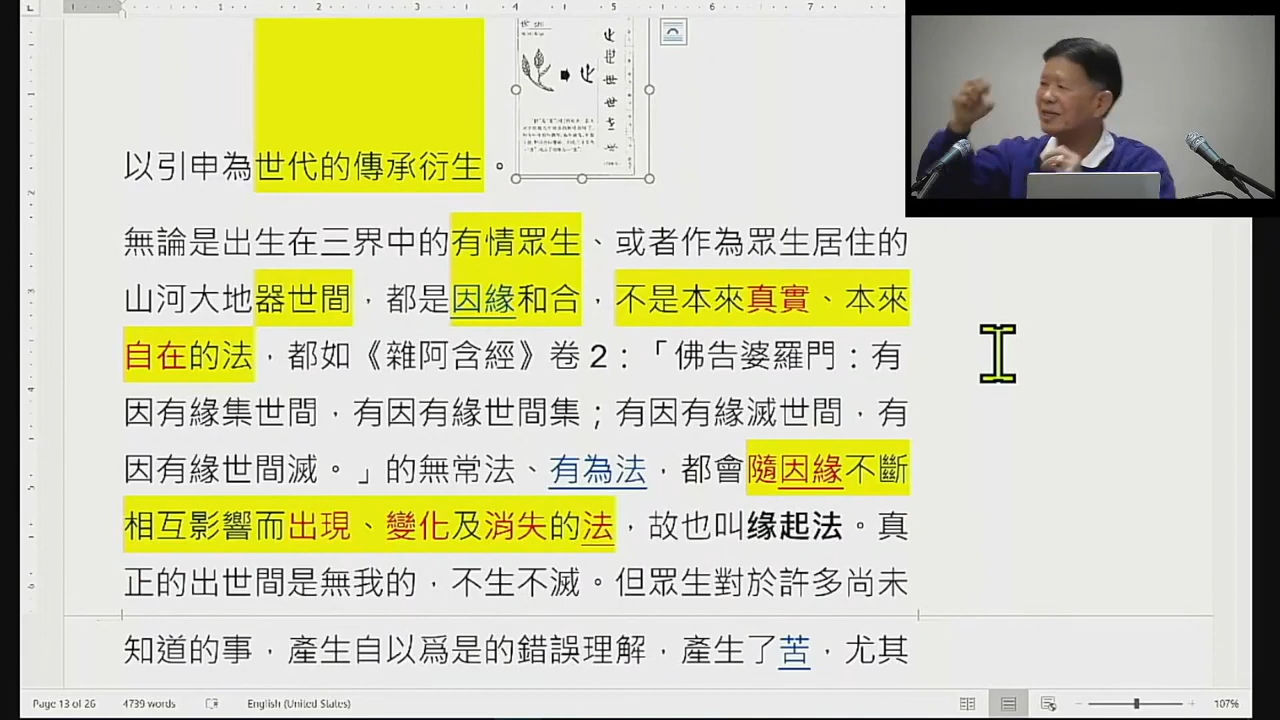 以引申為世代的傳承衍生。
無論是出生在三界中的有情眾生、或者作為眾生居住的
山河大地器世間，都是因緣和合，不是本來真實、本來
自在的法，都如《雜阿含經》卷 2：「佛告婆羅門：有
因有緣集世間，有因有緣世間集；有因有緣滅世間，有
因有緣世間滅。」的無常法、有為法，都會隨因緣不斷
相互影響而出現、變化及消失的法，故也叫缘起法。真
正的出世間是無我的，不生不滅。但眾生對於許多尚未
知道的事，產生自以爲是的錯誤理解，產生了苦，尤其
Page 13 of 26 4739 words English (United States) 107%